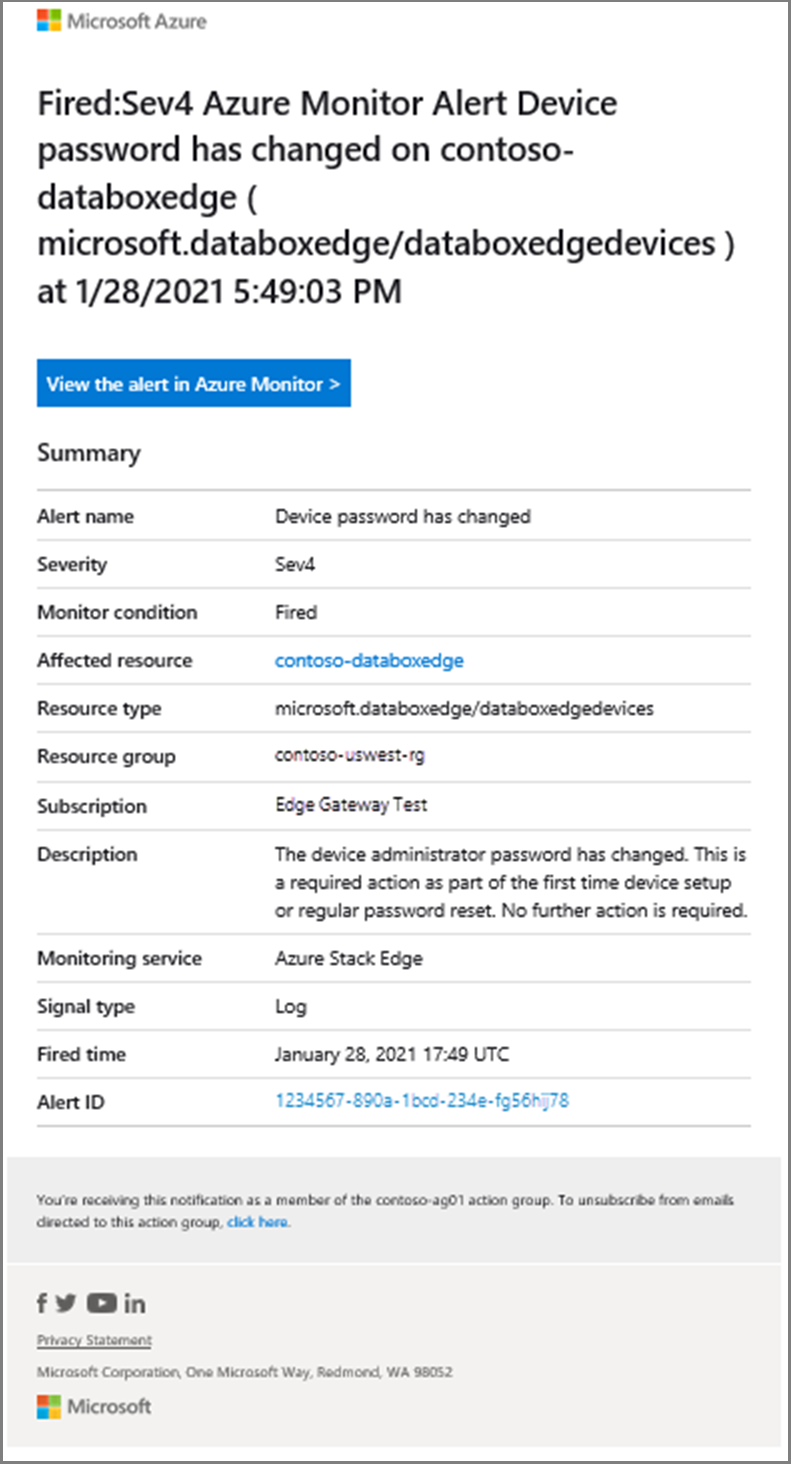 Microsoft Azure
Fired:Sev4 Azure Monitor Alert Device
password has changed on contoso-
databoxedge (
microsoft.databoxedge/databoxedgedevices )
at 1/28/2021 5:49:03 PM
View the alert in Azure Monitor >
Summary
Alert name Device password has changed
Severity Sev4
Monitor condition Fired
Affected resource contoso-databoxedge
Resource type microsoft.databoxedge/databoxedgedevices
Resource group contoso-uswest-rg
Subscription Edge Gateway Test
Description The device administrator password has changed. This is
a required action as part of the first time device setup
or regular password reset. No further action is required.
Monitoring service Azure Stack Edge
Signal type Log
Fired time January 28, 2021 17:49 UTC
Alert ID 1234567-890a-1bcd-234e-fg56hij78
You're receiving this notification as a member of the contoso-ag01 action group. To unsubscribe from emails
directed to this action group, click here.
Privacy Statement
Microsoft Corporation, One Microsoft Way, Redmond, WA 98052
Microsoft